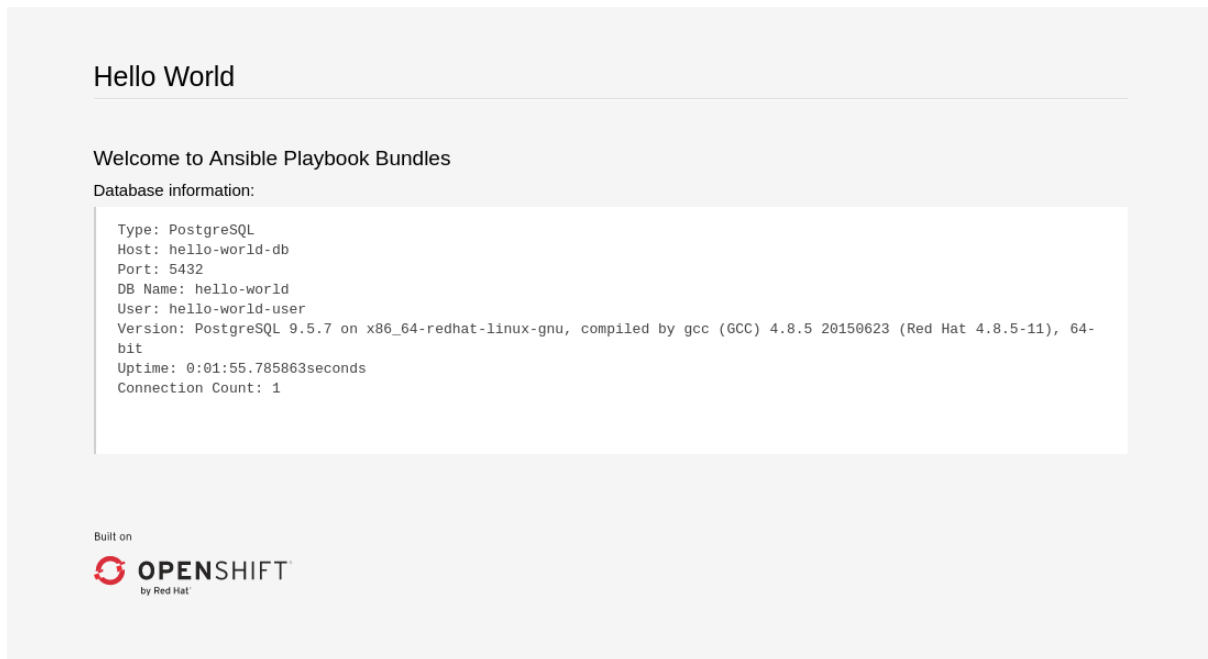 Hello World
Welcome to Ansible Playbook Bundles
Database information:
Type: PostgreSQL
Host: hello-world-db
Port: 5432
DB Name: hello-world
User: hello-world-user
Version: PostgreSQL 9.5.7 on x86_64-redhat-linux-gnu, compiled by gcc (GCC) 4.8.5 20150623 (Red Hat 4.8.5-11), 64-
bit
Uptime: 0:01:55.785863seconds
Connection Count: 1
Built on
OPENSHIFT
by Red Hat